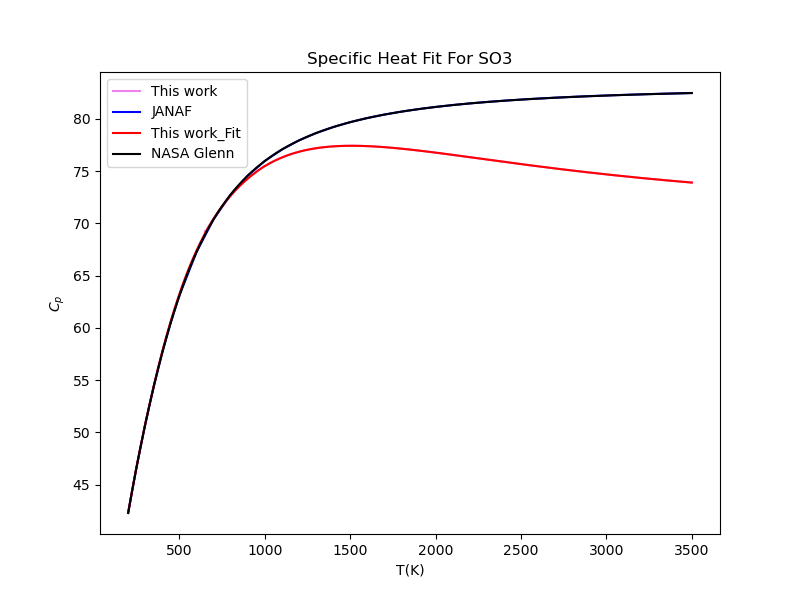 Specific Heat Fit For SO3
This work
JANAF
This work_Fit
NASA Glenn
80
75
70
65
60
55
50
45
Cp
500 1000 1500 2000 2500 3000 3500
T(K)